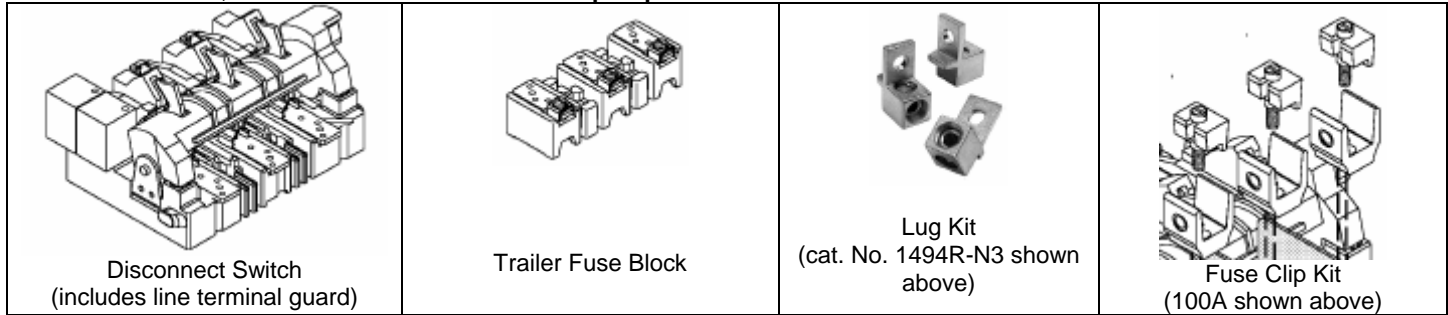 Disconnect Switch
(includes line terminal guard)
Trailer Fuse Block
Lug Kit
(cat. No. 1494R-N3 shown
above)
Fuse Clip Kit
(100A shown above)